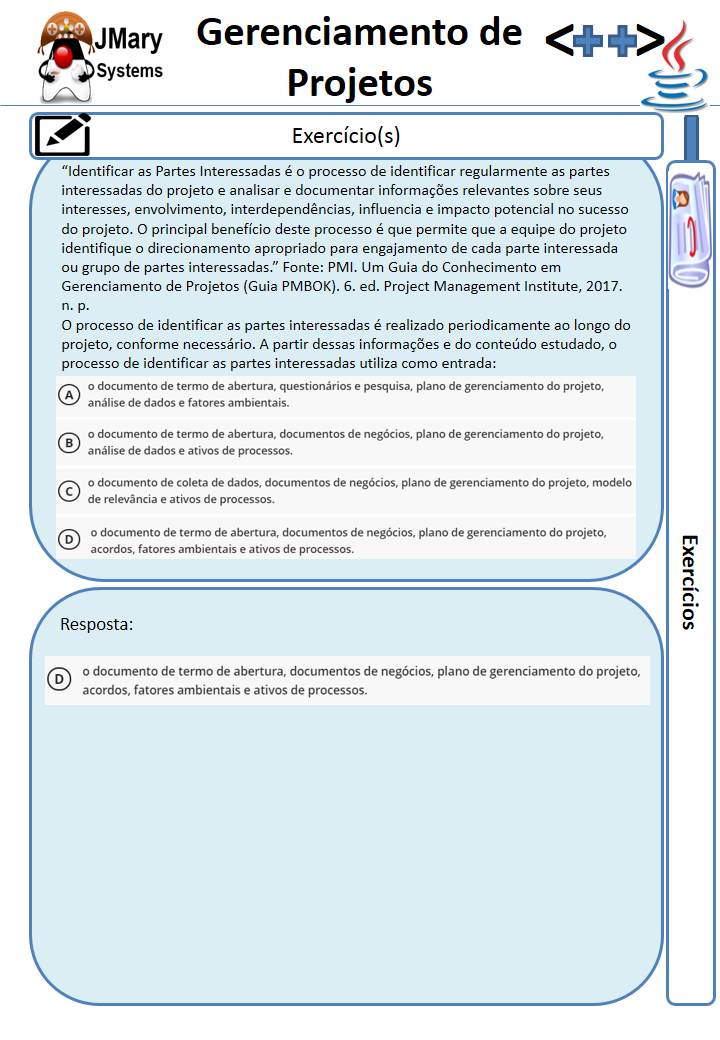 JMary
Systems
Gerenciamento de
Projetos
<++>
Exercício(s)
“Identificar as Partes Interessadas é o processo de identificar regularmente as partes
interessadas do projeto e analisar e documentar informações relevantes sobre seus
interesses, envolvimento, interdependências, influencia e impacto potencial no sucesso
do projeto. O principal benefício deste processo é que permite que a equipe do projeto
identifique o direcionamento apropriado para engajamento de cada parte interessada
ou grupo de partes interessadas.” Fonte: PMI. Um Guia do Conhecimento em
Gerenciamento de Projetos (Guia PMBOK). 6. ed. Project Management Institute, 2017.
n. p.
O processo de identificar as partes interessadas é realizado periodicamente ao longo do
projeto, conforme necessário. A partir dessas informações e do conteúdo estudado, o
processo de identificar as partes interessadas utiliza como entrada:
A o documento de termo de abertura, questionários e pesquisa, plano de gerenciamento do projeto,
análise de dados e fatores ambientais.
B o documento de termo de abertura, documentos de negócios, plano de gerenciamento do projeto,
análise de dados e ativos de processos.
C o documento de coleta de dados, documentos de negócios, plano de gerenciamento do projeto, modelo
de relevância e ativos de processos.
D o documento de termo de abertura, documentos de negócios, plano de gerenciamento do projeto,
acordos, fatores ambientais e ativos de processos.
Exercícios
Resposta:
D o documento de termo de abertura, documentos de negócios, plano de gerenciamento do projeto,
acordos, fatores ambientais e ativos de processos.